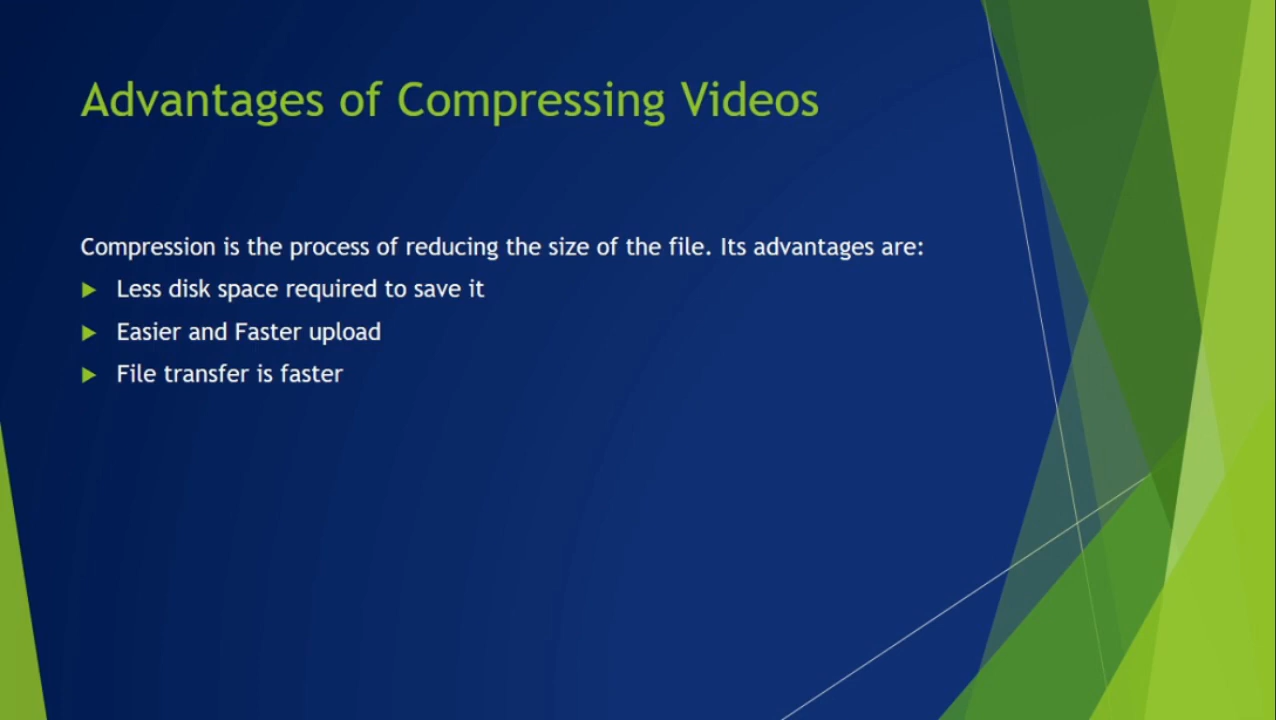 Advantages of Compressing Videos
Compression is the process of reducing the size of the file. Its advantages are:
Less disk space required to save it
Easier and Faster upload
File transfer is faster